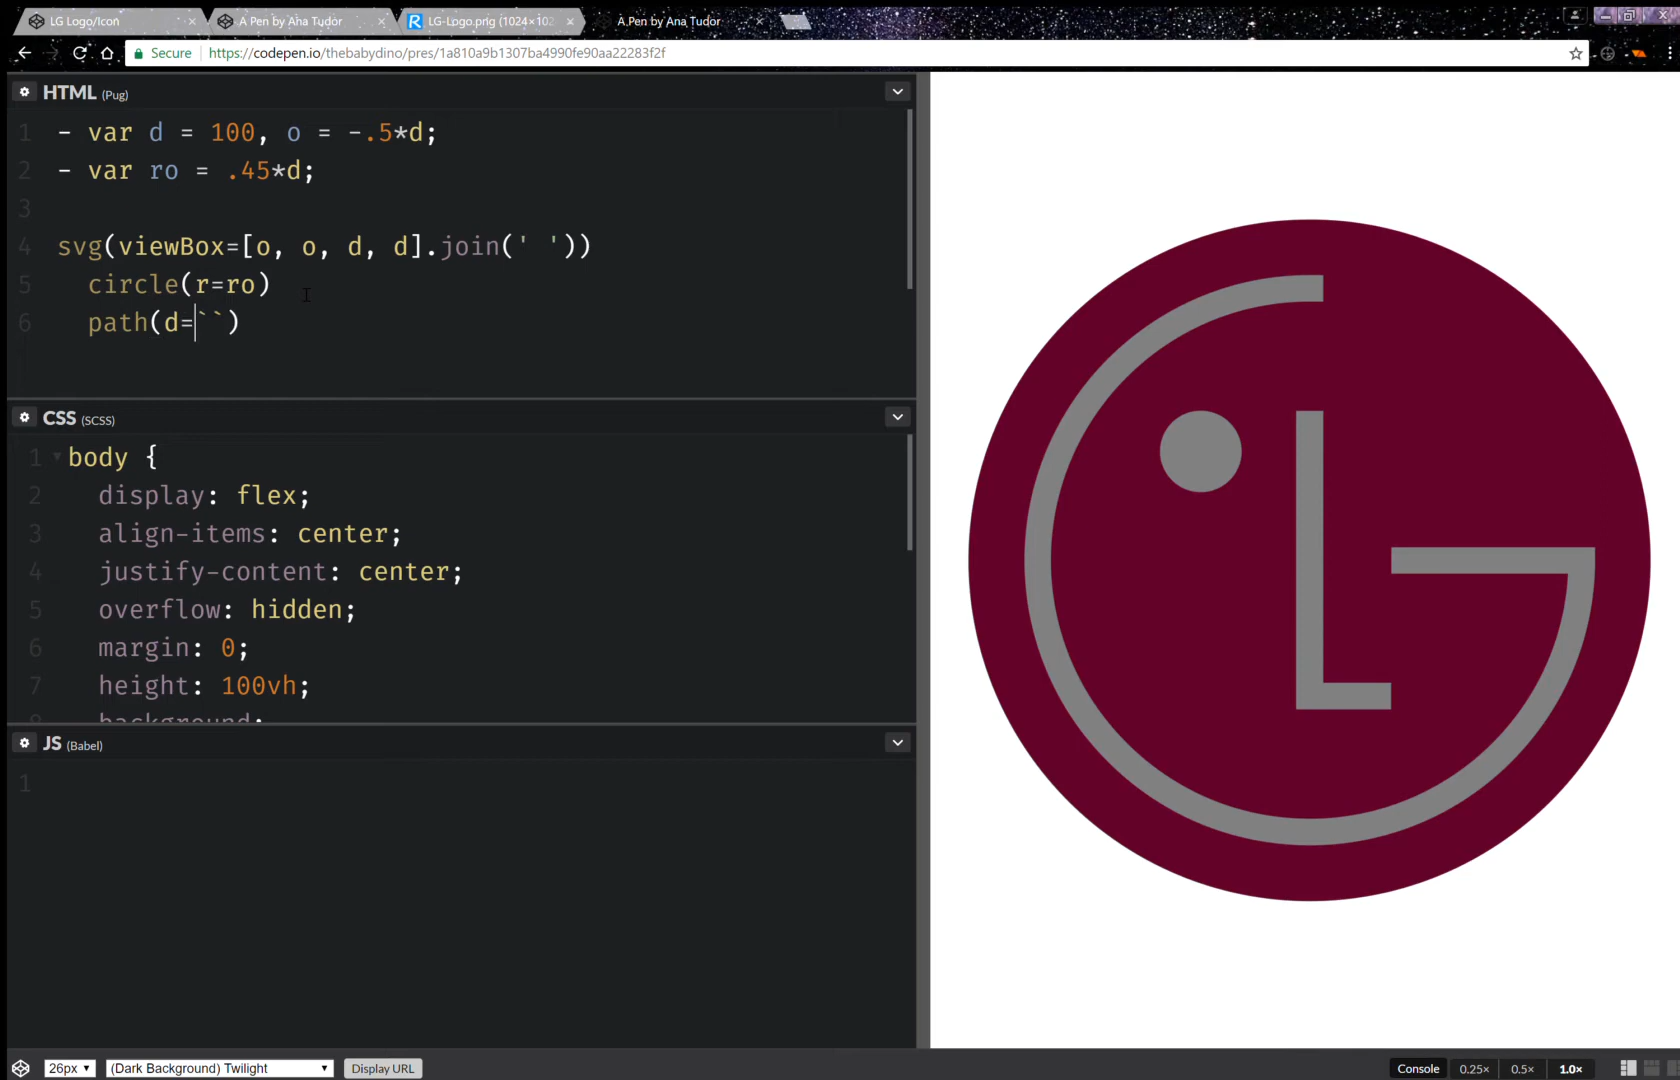 LG Logo/Icon
A Pen by Aha Tudor
LG-Logo.png (1024×102
A Pen by Ana Tudor
Secure
https://codepen.io/thebabydino/pres/1a810a9b1307ba4990fe90aa22283f2f
HTML (Pug)
1 - var d = 100, o = -.5*d;
2 - var ro = .45*d;
3
4 svg(viewBox=[o, o, d, d].join(' '))
5 circle(r=ro)
6 path(d=``)
CSS (SCSS)
1 body {
2 display: flex;
3 align-items: center;
4 justify-content: center;
5 overflow: hidden;
6 margin: 0;
7 height: 100vh;
8 background:
JS (Babel)
1
LG
26px
(Dark Background) Twilight
Display URL
Console
0.25×
0.5×
1.0×